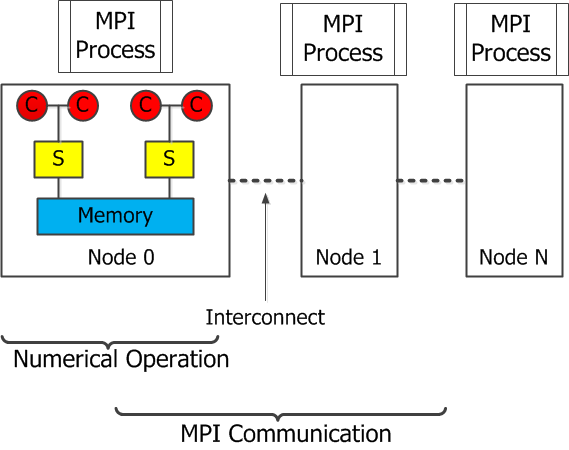 MPI
Process
MPI
Process
MPI
Process
C C C C
S S
Memory
Node 0
Node 1
Node N
Interconnect
Numerical Operation
MPI Communication